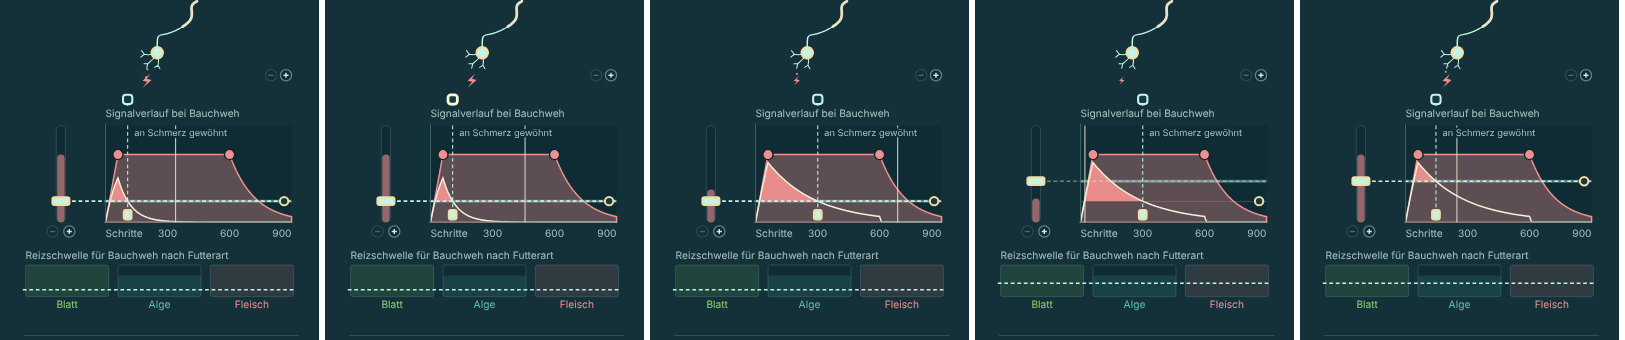 Signalverlauf bei Bauchweh
an Schmerz gewöhnt
Schritte 300 600 900
Reizschwelle für Bauchweh nach Futterart
Blatt Alge Fleisch
Signalverlauf bei Bauchweh
an Schmerz gewöhnt
Schritte 300 600 900
Reizschwelle für Bauchweh nach Futterart
Blatt Alge Fleisch
Signalverlauf bei Bauchweh
an Schmerz gewöhnt
Schritte 300 600 900
Reizschwelle für Bauchweh nach Futterart
Blatt Alge Fleisch
Signalverlauf bei Bauchweh
an Schmerz gewöhnt
Schritte 300 600 900
Reizschwelle für Bauchweh nach Futterart
Blatt Alge Fleisch
Signalverlauf bei Bauchweh
an Schmerz gewöhnt
Schritte 300 600 900
Reizschwelle für Bauchweh nach Futterart
Blatt Alge Fleisch